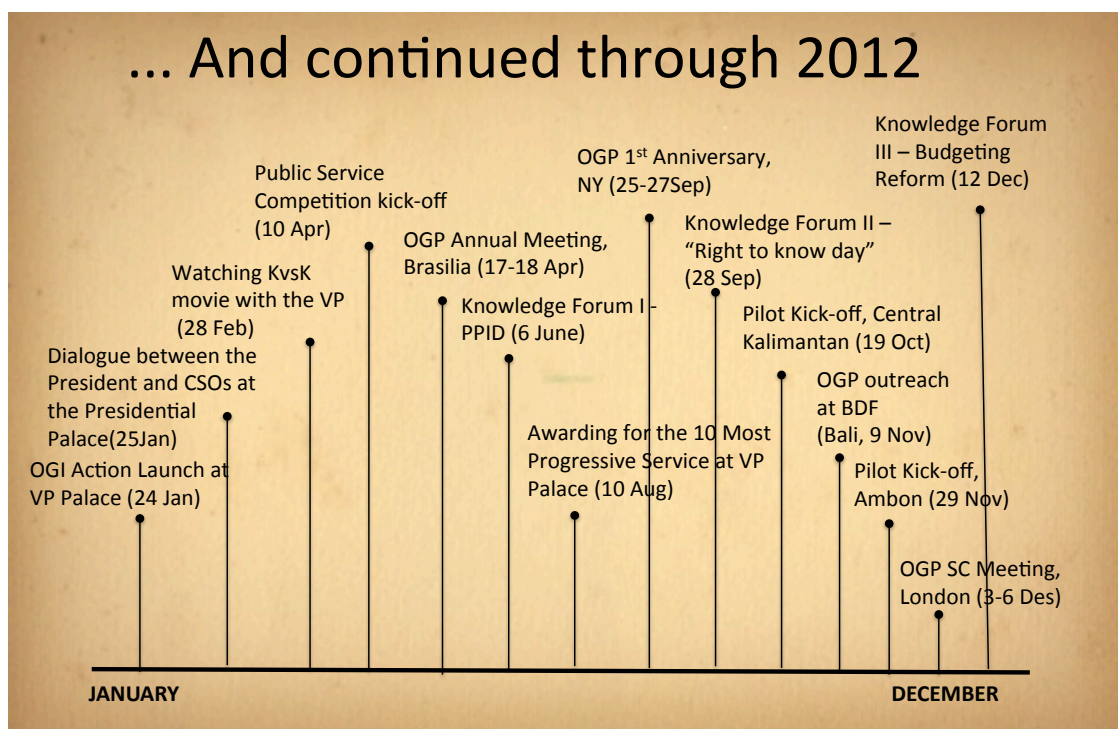 ... And continued through 2012
OGI Action Launch at
VP Palace (24 Jan)
Dialogue between the
President and CSOs at
the Presidential
Palace(25Jan)
Watching KvsK
movie with the VP
(28 Feb)
Public Service
Competition kick-off
(10 Apr)
OGP Annual Meeting,
Brasilia (17-18 Apr)
Knowledge Forum I -
PPID (6 June)
Awarding for the 10 Most
Progressive Service at VP
Palace (10 Aug)
OGP 1st Anniversary,
NY (25-27Sep)
Knowledge Forum II –
“Right to know day”
(28 Sep)
Pilot Kick-off, Central
Kalimantan (19 Oct)
OGP outreach
at BDF
(Bali, 9 Nov)
Pilot Kick-off,
Ambon (29 Nov)
OGP SC Meeting,
London (3-6 Des)
Knowledge Forum
III – Budgeting
Reform (12 Dec)
JANUARY
DECEMBER